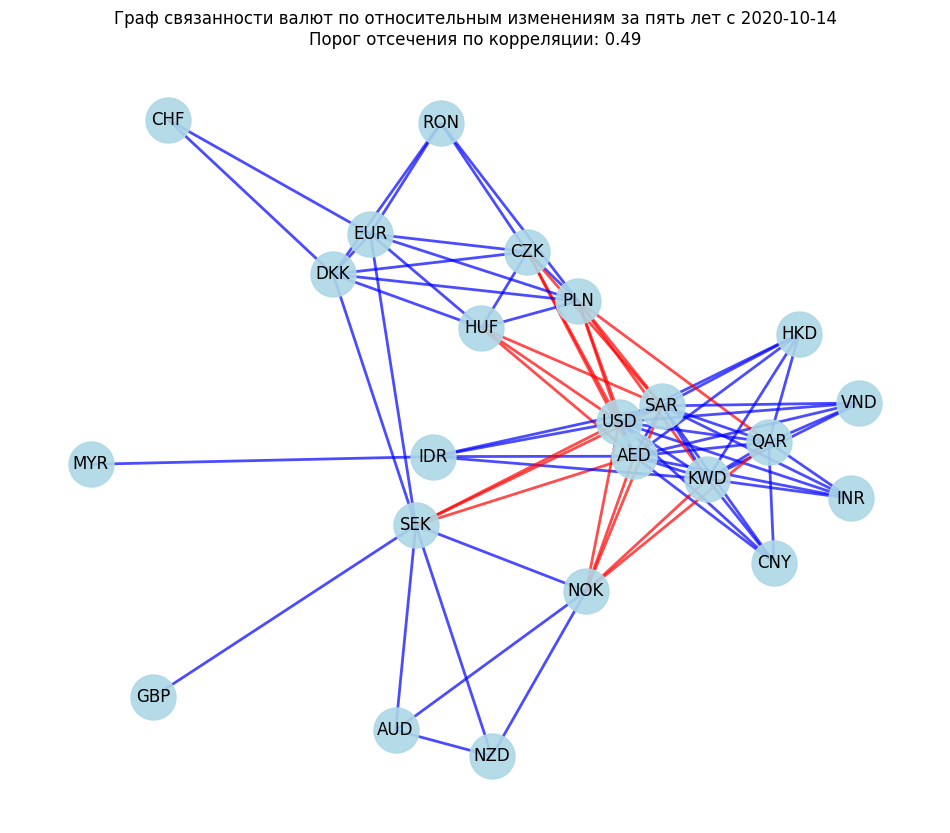 Граф связанности валют по относительным изменениям за пять лет с 2020-10-14
Порог отсечения по корреляции: 0.49
CHF
RON
EUR
CZK
DKK
PLN
HUF
HKD
SAR
VND
USD
QAR
IDR
AED
MYR
KWD
INR
SEK
CNY
NOK
GBP
AUD
NZD